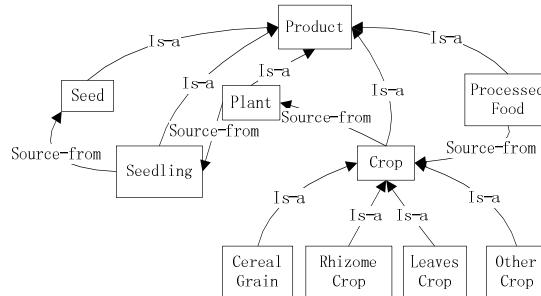 Product
Is-a
Is-a
Is-a
Is-a
Is-a
Seed
Plant
Processed
Food
Source-from
Source-from
Source-from
Source-from
Seedling
Crop
Is-a
Is-a
Is-a
Is-a
Cereal
Grain
Rhizome
Crop
Leaves
Crop
Other
Crop